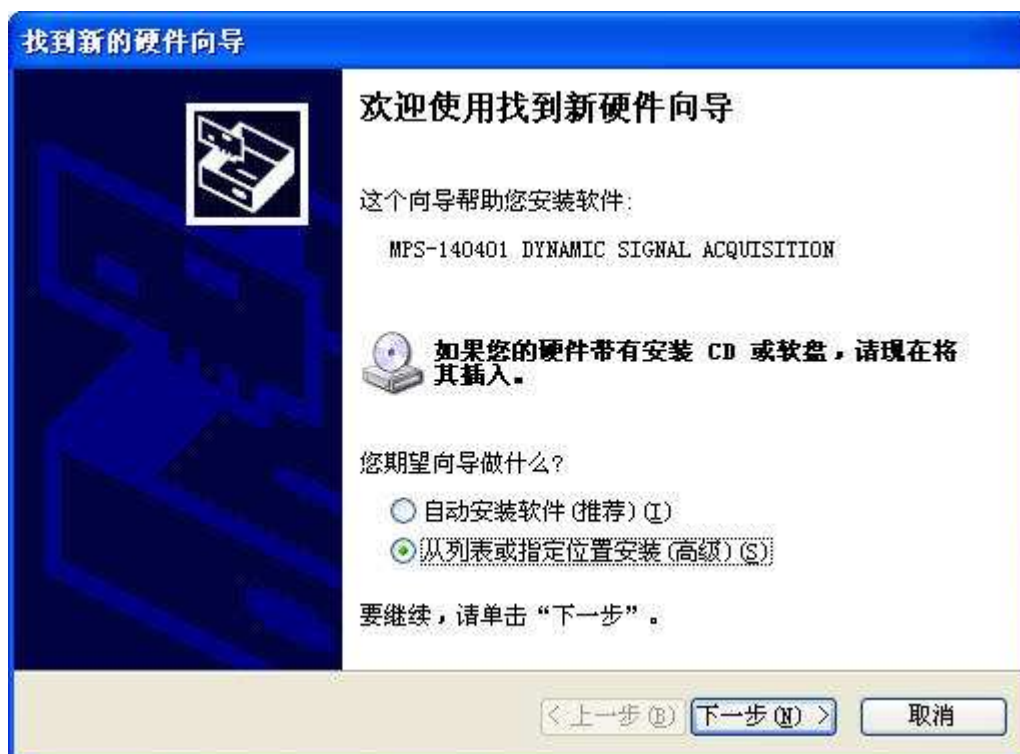 找到新的硬件向导
欢迎使用找到新硬件向导
这个向导帮助您安装软件:
MPS-140401 DYNAMIC SIGNAL ACQUISITION
如果您的硬件带有安装 CD 或软盘，请现在将
其插入。
您期望向导做什么?
自动安装软件(推荐)(I)
从列表或指定位置安装(高级)(S)
要继续，请单击“下一步”。
< 上一步(B) 下一步(N) > 取消